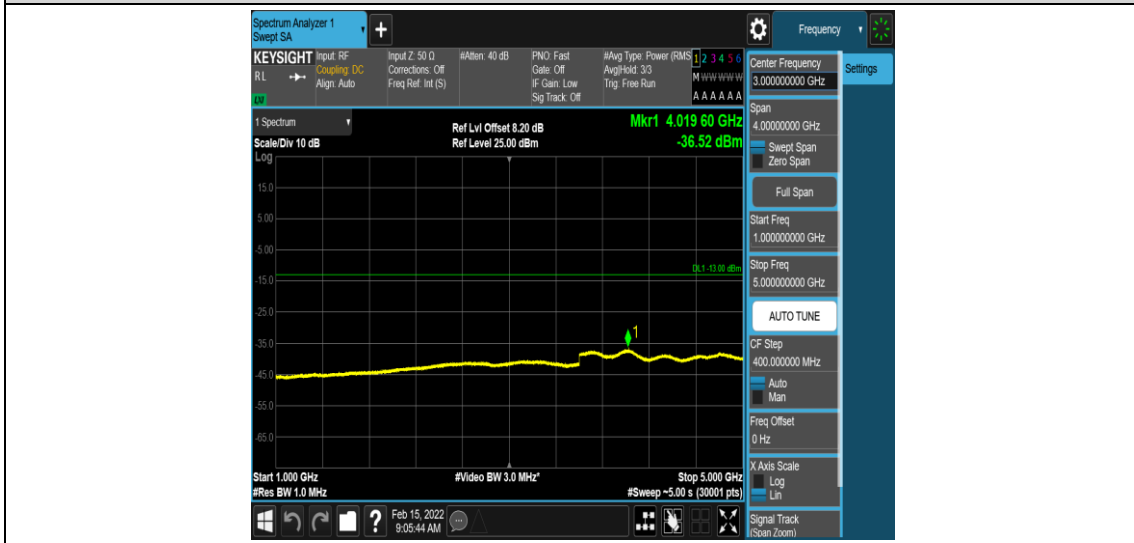 Spectrum Analyzer 1
Swept SA
+
Frequency
KEYSIGHT
R L
LXI
Input: RF
Coupling: DC
Align: Auto
Input Z: 50 Ω
Corrections: Off
Freq Ref: Int (S)
#Atten: 40 dB
PNO: Fast
Gate: Off
IF Gain: Low
Sig Track: Off
#Avg Type: Power (RMS
Avg|Hold: 3/3
Trig: Free Run
1 2 3 4 5 6
M W W W W W
A A A A A A
1 Spectrum
Scale/Div 10 dB
Log
Ref Lvl Offset 8.20 dB
Ref Level 25.00 dBm
Mkr1 4.019 60 GHz
-36.52 dBm
15.0
5.00
-5.00
DL1 -13.00 dBm
-15.0
-25.0
1
-35.0
-45.0
-55.0
-65.0
Start 1.000 GHz
#Res BW 1.0 MHz
#Video BW 3.0 MHz*
Stop 5.000 GHz
#Sweep ~5.00 s (30001 pts)
Center Frequency
3.000000000 GHz
Settings
Span
4.00000000 GHz
Swept Span
Zero Span
Full Span
Start Freq
1.000000000 GHz
Stop Freq
5.000000000 GHz
AUTO TUNE
CF Step
400.000000 MHz
Auto
Man
Freq Offset
0 Hz
X Axis Scale
Log
Lin
Signal Track
(Span Zoom)
?
Feb 15, 2022
9:05:44 AM